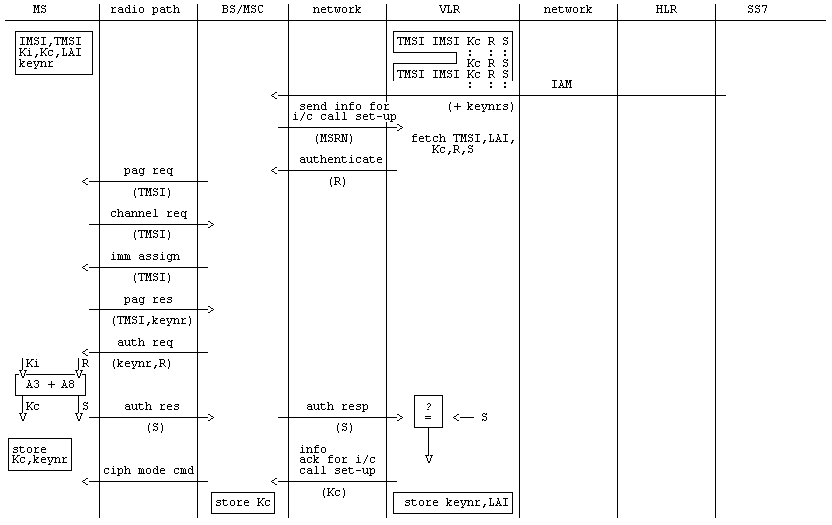 MS radio path BS/MSC network VLR network HLR SS7
IMSI,TMSI
Ki,Kc,LAI
keynr
TMSI IMSI Kc R S
: : :
Kc R S
TMSI IMSI Kc R S
: : :
IAM
send info for
i/c call set-up
(+ keynrs)
(MSRN)
fetch TMSI,LAI,
Kc,R,S
authenticate
(R)
pag req
(TMSI)
channel req
(TMSI)
imm assign
(TMSI)
pag res
(TMSI,keynr)
auth req
(keynr,R)
Ki R
A3 + A8
Kc S
auth res
(S)
auth resp
(S)
?
=
S
store
Kc,keynr
info
ack for i/c
call set-up
ciph mode cmd
(Kc)
store Kc
store keynr,LAI